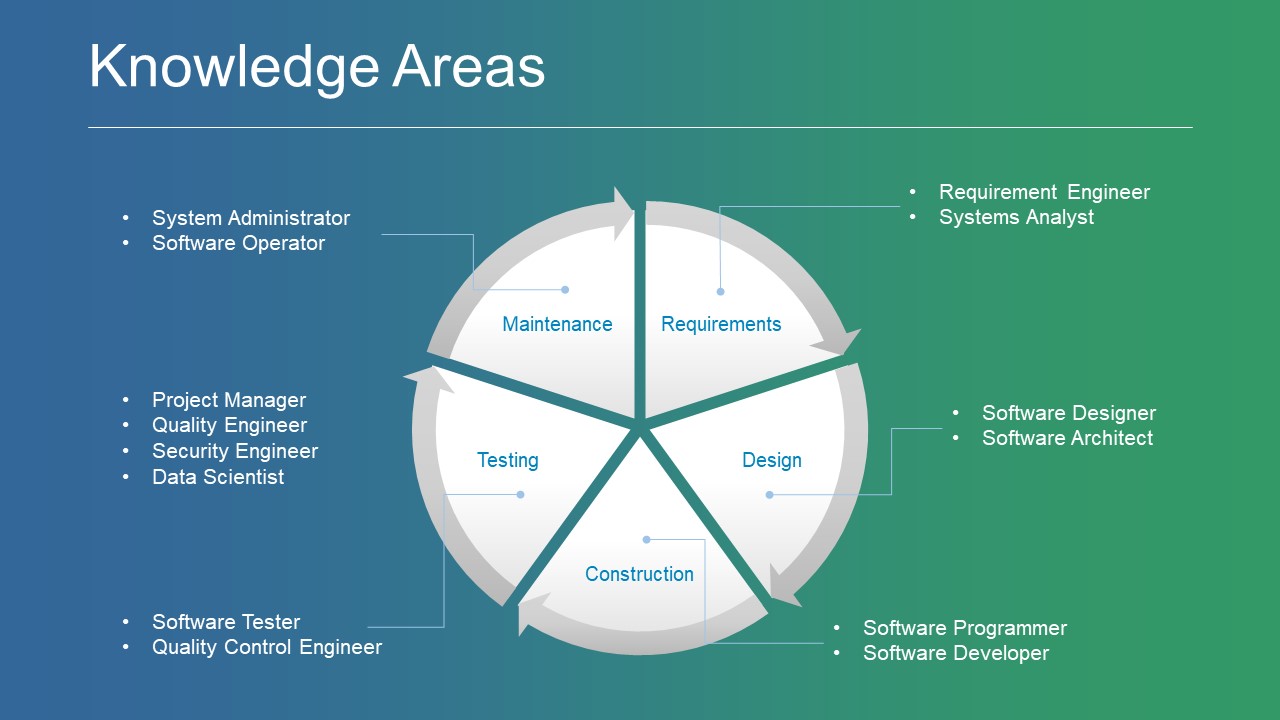 Knowledge Areas
• System Administrator
• Software Operator
• Requirement Engineer
• Systems Analyst
Maintenance
Requirements
• Project Manager
• Quality Engineer
• Security Engineer
• Data Scientist
Testing
Design
• Software Designer
• Software Architect
Construction
• Software Tester
• Quality Control Engineer
• Software Programmer
• Software Developer